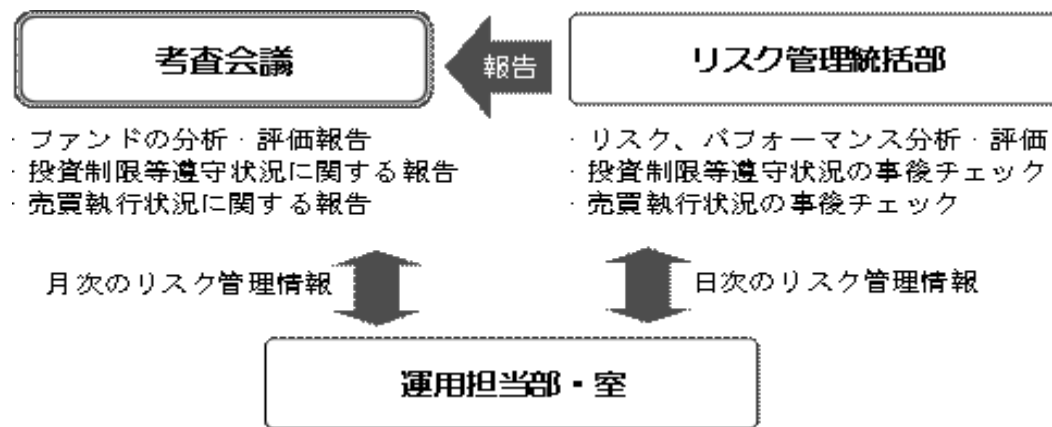 考査会議
報告
リスク管理統括部
・ファンドの分析・評価報告
・投資制限等遵守状況に関する報告
・売買執行状況に関する報告
・リスク、パフォーマンス分析・評価
・投資制限等遵守状況の事後チェック
・売買執行状況の事後チェック
月次のリスク管理情報
日次のリスク管理情報
運用担当部・室